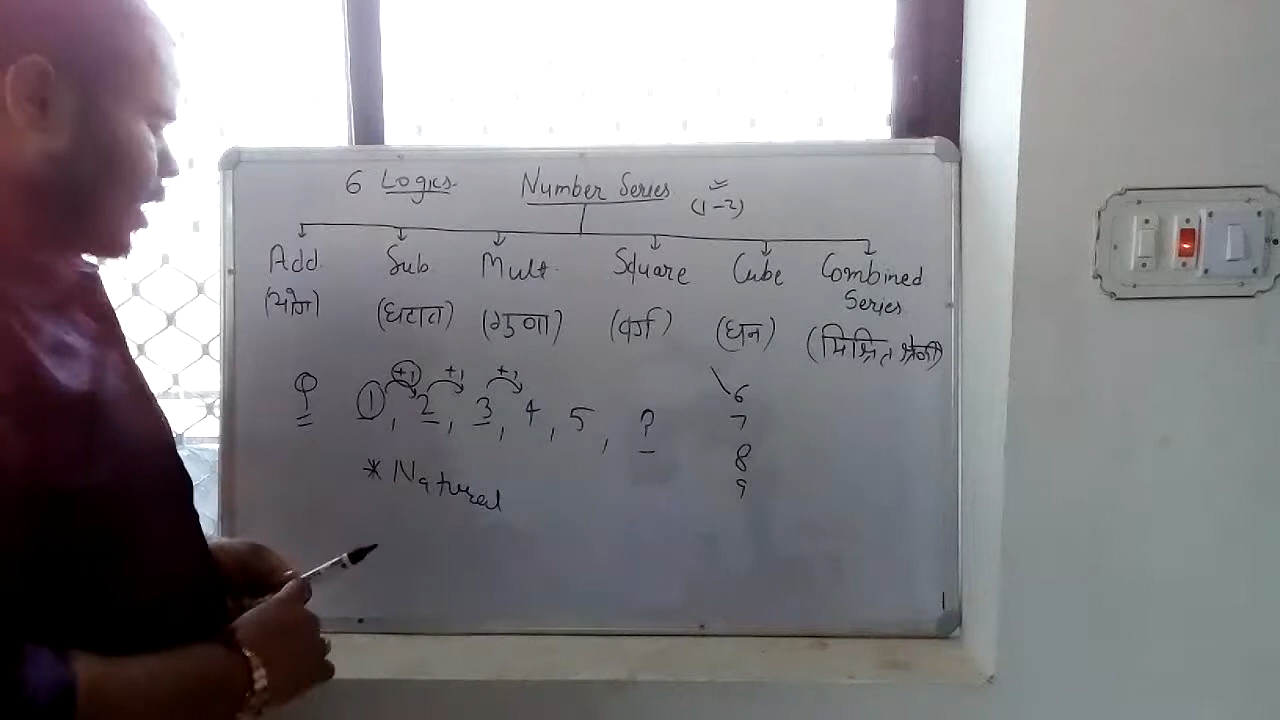 6 Logics Number Series (1-2)
Add Sub Mult. Square Cube Combined Series
(योग) (घटाव) (गुणा) (वर्ग) (घन) (मिश्रित श्रेणी)
+1 +1 +1
Q 1, 2, 3, 4, 5, ?
6
7
8
9
* Natural